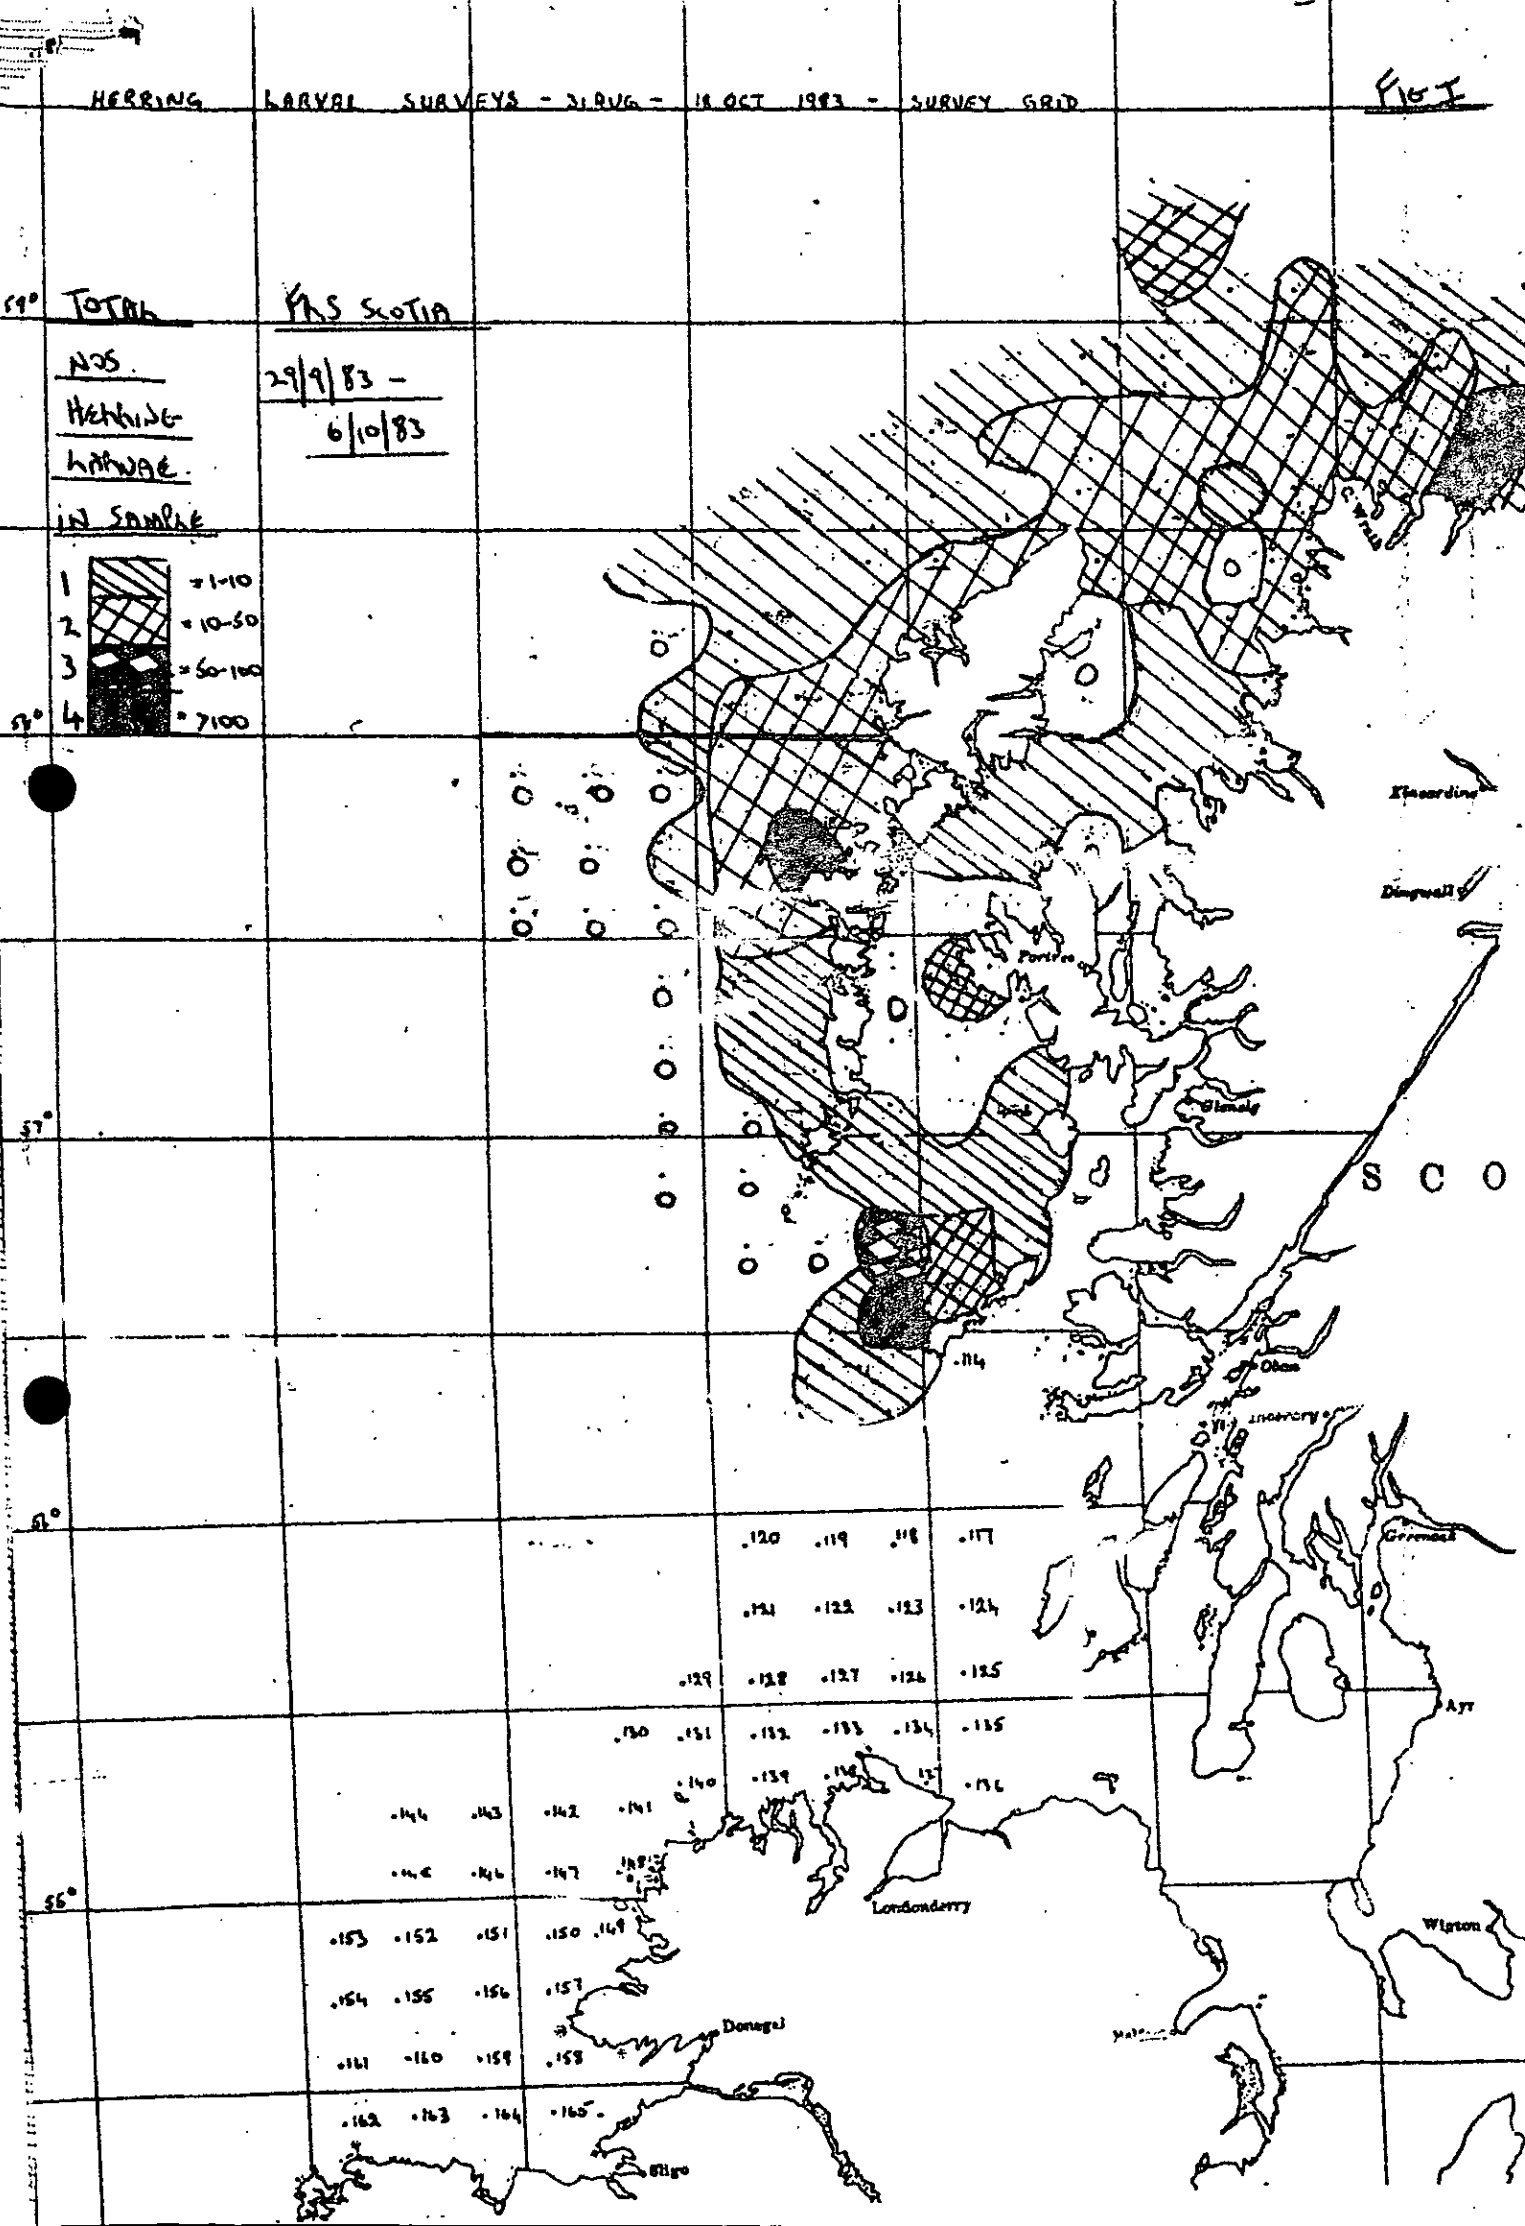 HERRING LARVAL SURVEYS - 31 AUG - 18 OCT 1983 - SURVEY GRID
FIG I
59°
TOTAL
NOS.
HERRING
LARVAE.
IN SAMPLE
FRS SCOTIA
29/9/83 -
6/10/83
1 = 1-10
2 = 10-50
3 = 50-100
4 = >100
58°
C. Wrath
Kincardine
Dingwall
Portree
Glenelg
57°
S C O
.114
Oban
Inverary
56°
.120 .119 .118 .117
Greenock
.121 .122 .123 .124
.129 .128 .127 .126 .125
Ayr
.130 .131 .132 .133 .134 .135
.140 .139 .138 137 .136
.144 .143 .142 .141
.145 .146 .147 .148
55°
Londonderry
Wigton
.153 .152 .151 .150 .149
.154 .155 .156 .157
Donegal
.161 .160 .159 .158
.162 .163 .164 .165
Sligo